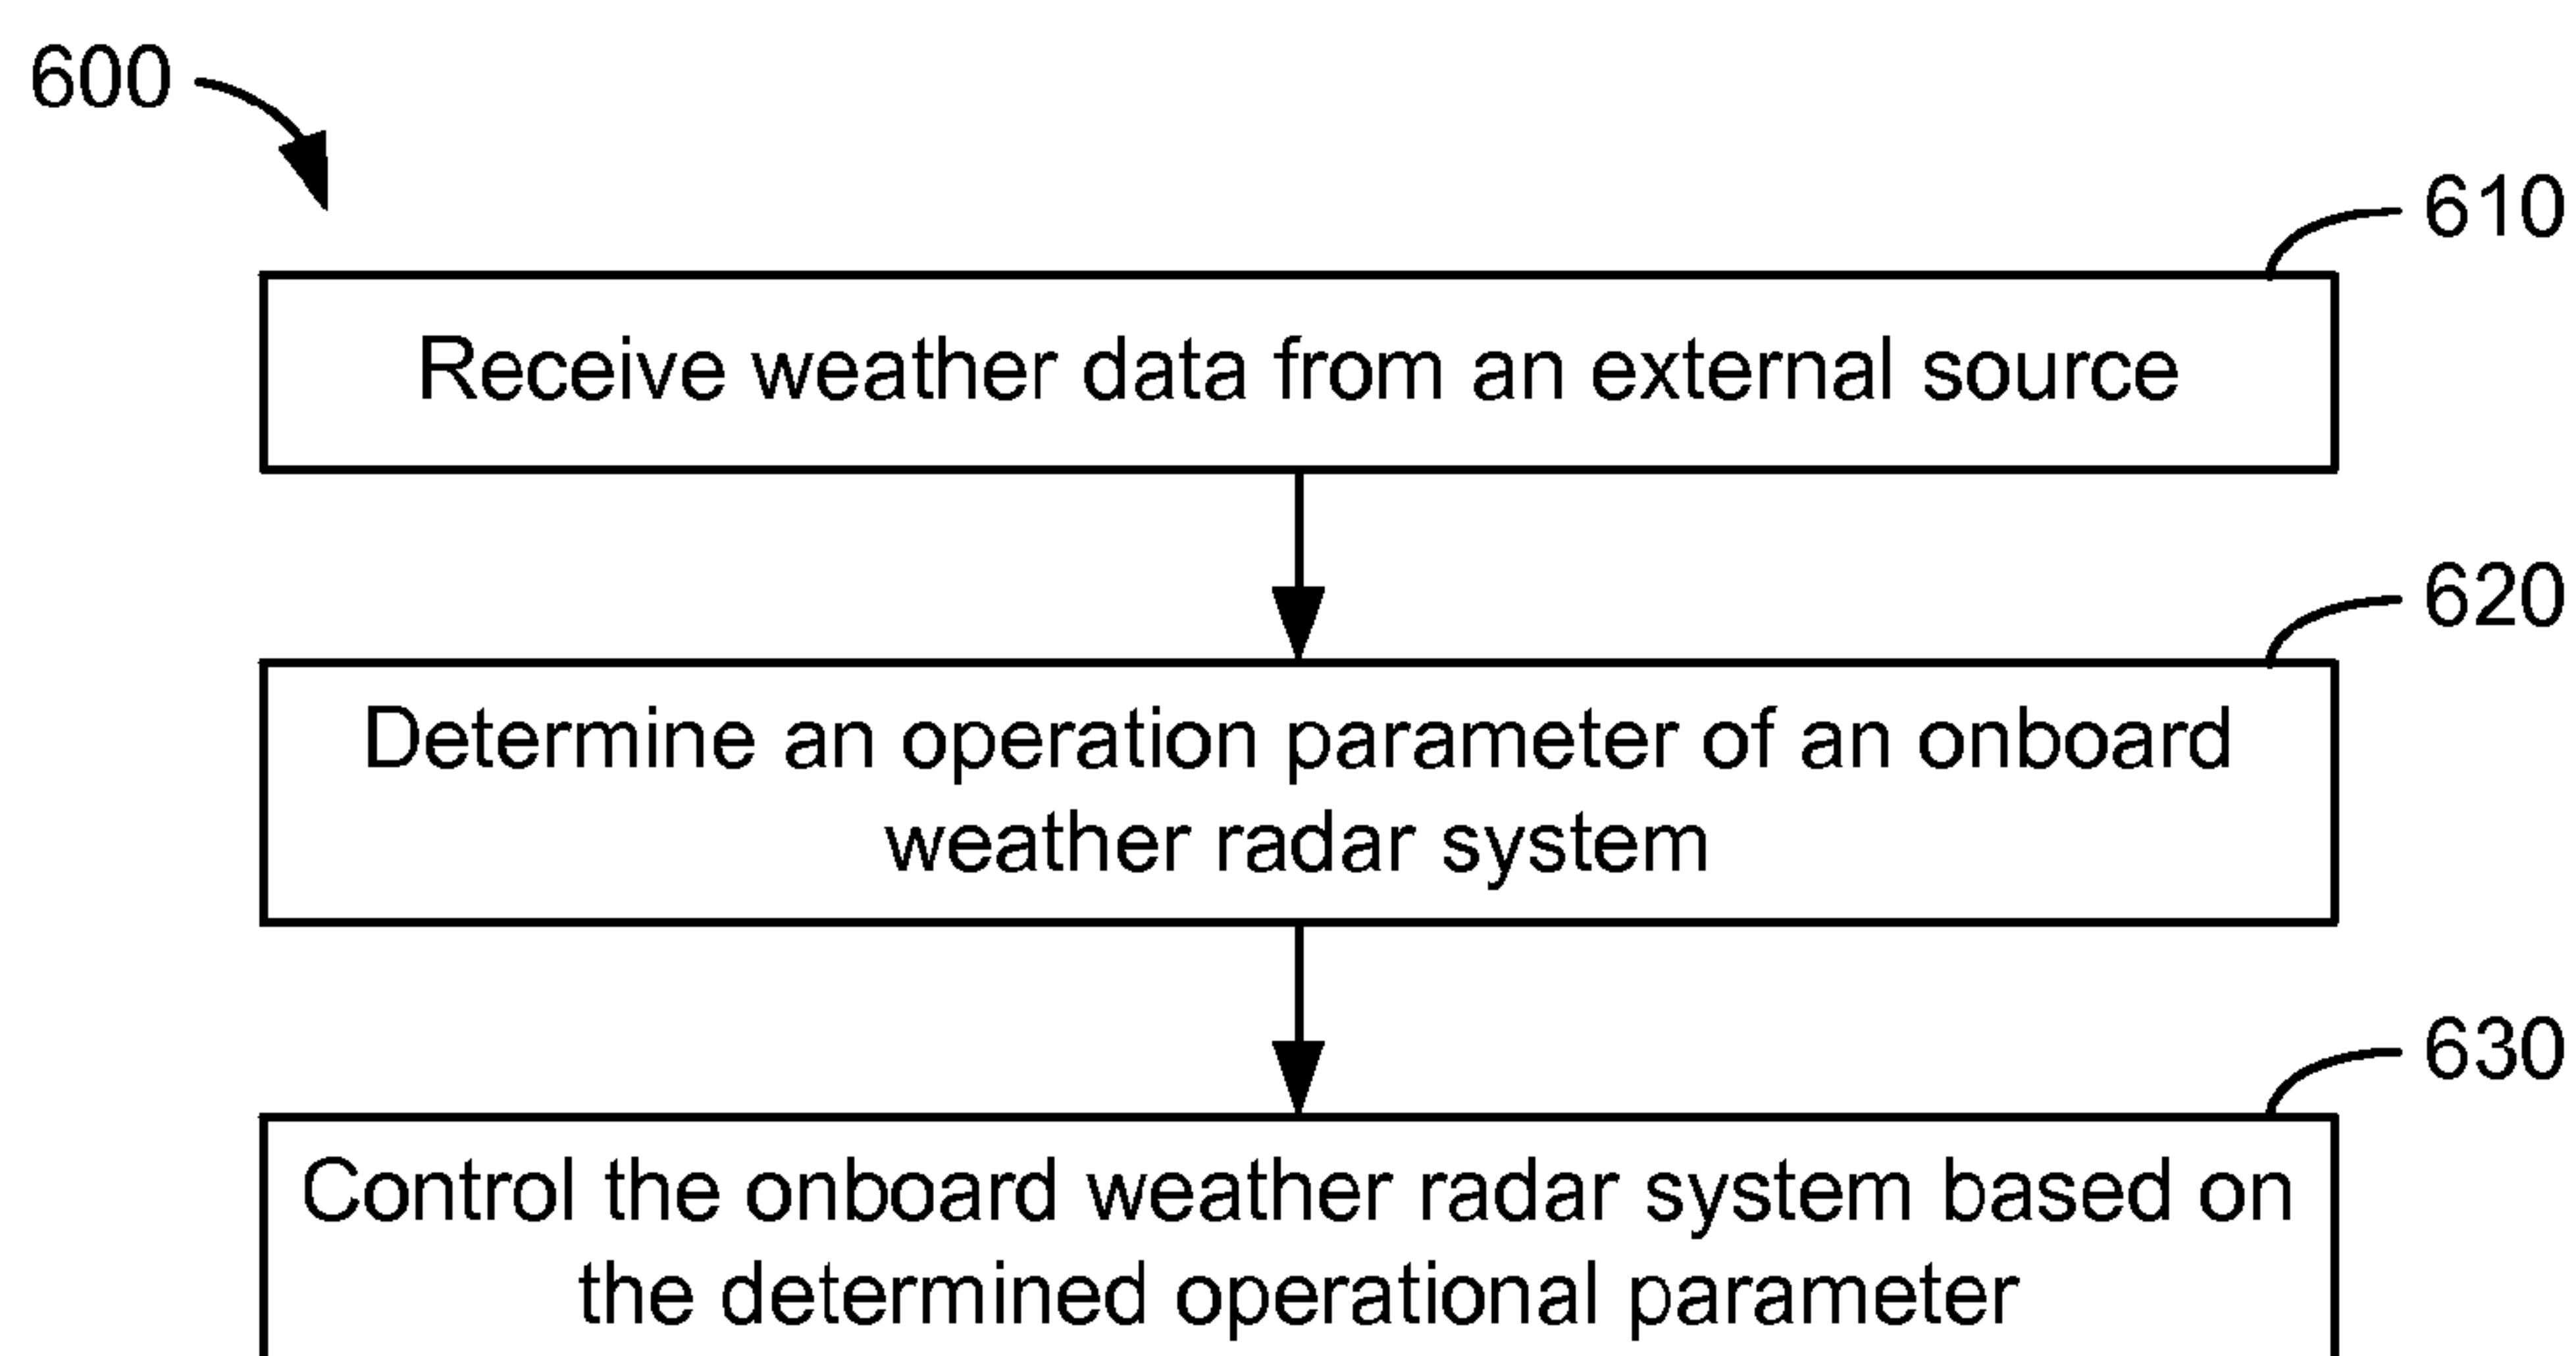 600
610
Receive weather data from an external source
620
Determine an operation parameter of an onboard
weather radar system
630
Control the onboard weather radar system based on
the determined operational parameter